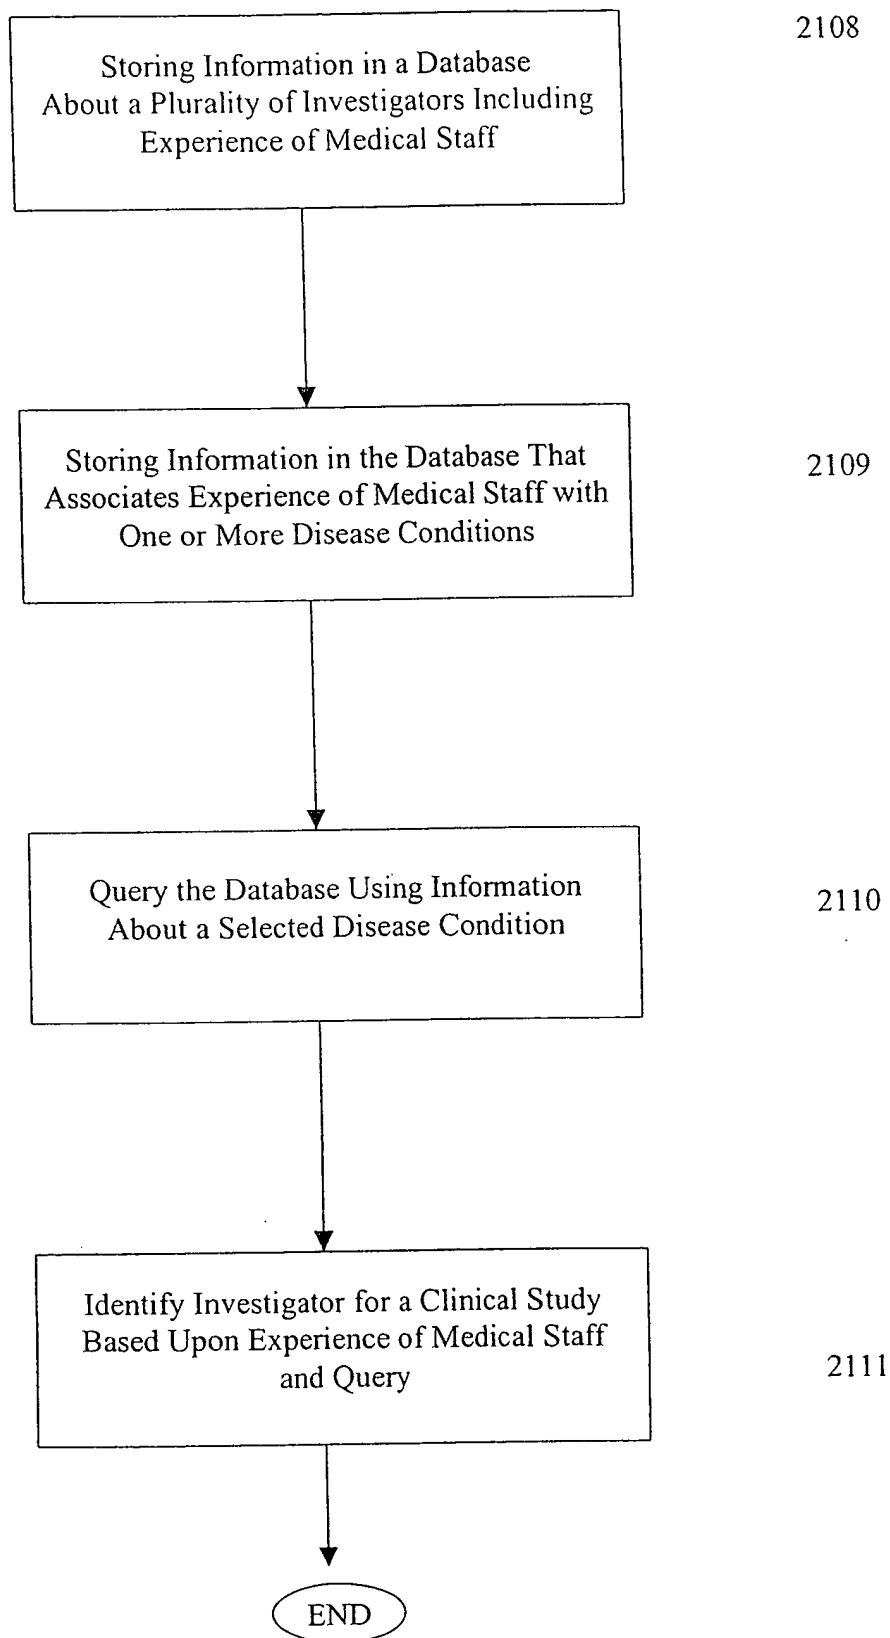 2108
Storing Information in a Database
About a Plurality of Investigators Including
Experience of Medical Staff
Storing Information in the Database That
Associates Experience of Medical Staff with
One or More Disease Conditions
2109
Query the Database Using Information
About a Selected Disease Condition
2110
Identify Investigator for a Clinical Study
Based Upon Experience of Medical Staff
and Query
2111
END